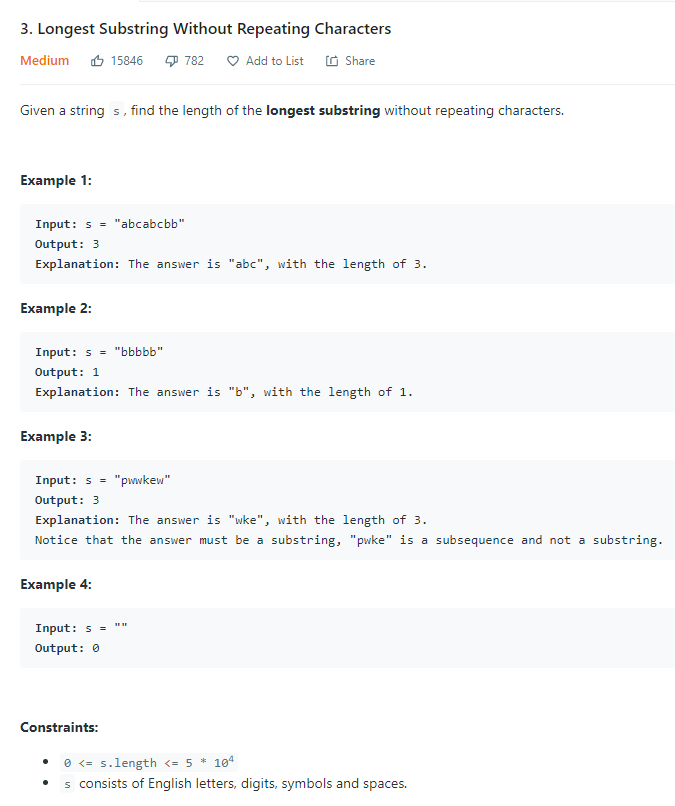 3. Longest Substring Without Repeating Characters
Medium 15846 782 Add to List Share
Given a string s, find the length of the longest substring without repeating characters.
Example 1:
Input: s = "abcabcbb"
Output: 3
Explanation: The answer is "abc", with the length of 3.
Example 2:
Input: s = "bbbbb"
Output: 1
Explanation: The answer is "b", with the length of 1.
Example 3:
Input: s = "pwwkew"
Output: 3
Explanation: The answer is "wke", with the length of 3.
Notice that the answer must be a substring, "pwke" is a subsequence and not a substring.
Example 4:
Input: s = ""
Output: 0
Constraints:
• 0 <= s.length <= 5 * 10⁴
• s consists of English letters, digits, symbols and spaces.